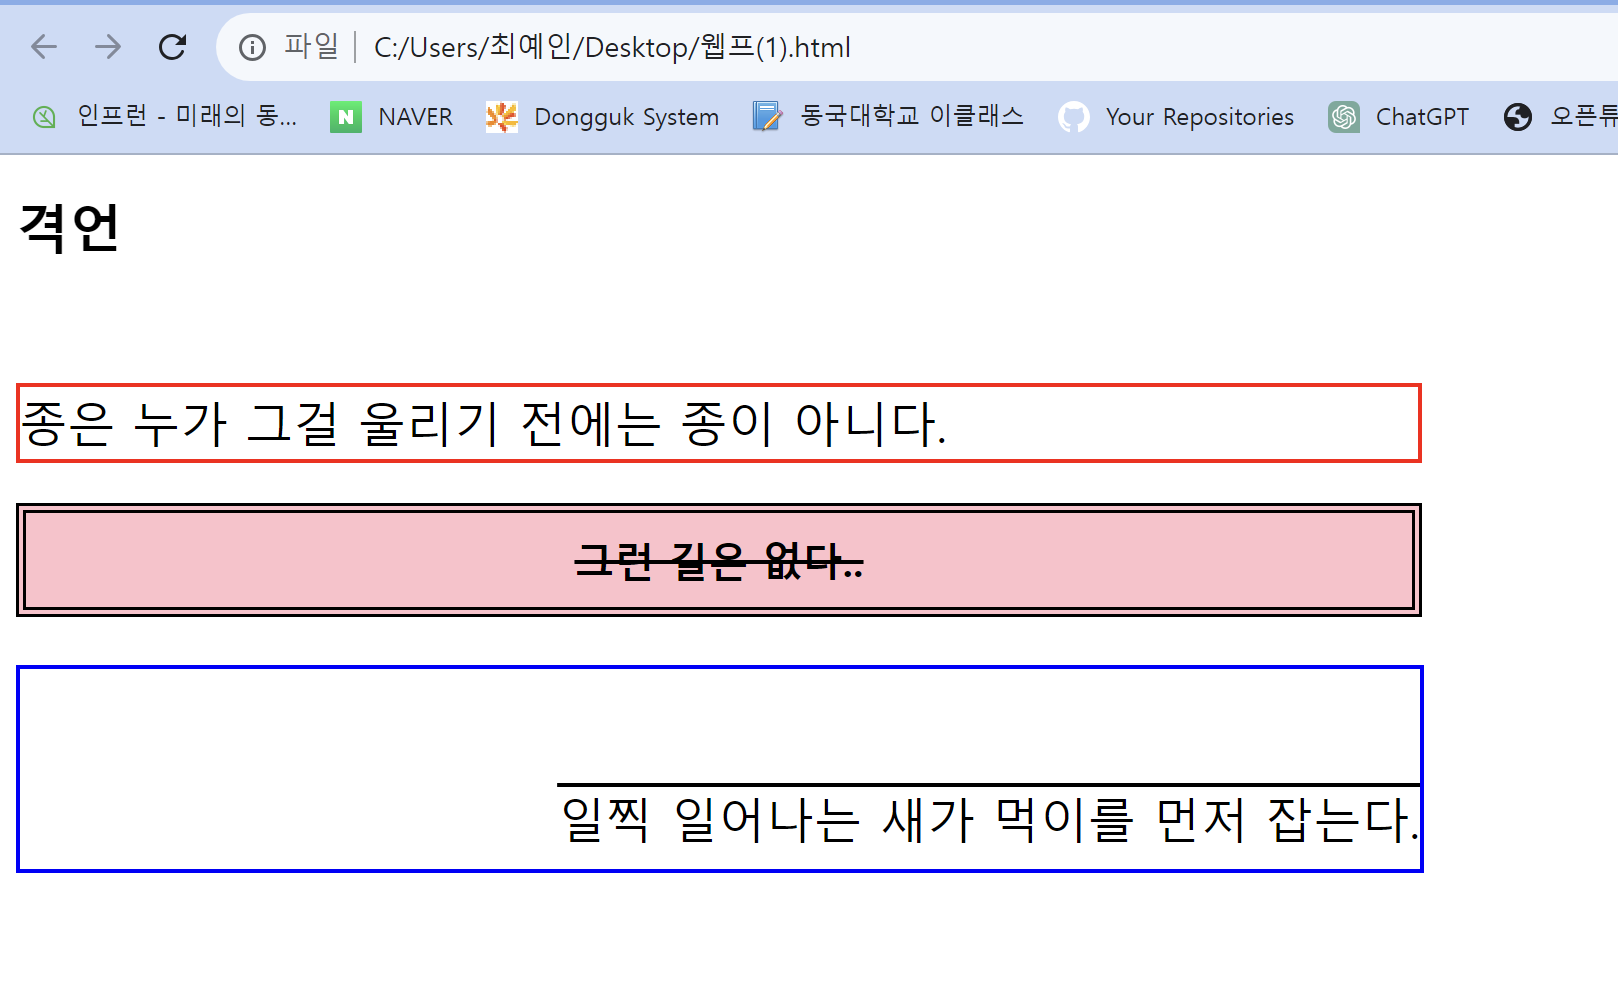 파일 C:/Users/최예인/Desktop/웹프(1).html
인프런 - 미래의 동... NAVER Dongguk System 동국대학교 이클래스 Your Repositories ChatGPT 오픈튜
격언
종은 누가 그걸 울리기 전에는 종이 아니다.
그런 길은 없다..
일찍 일어나는 새가 먹이를 먼저 잡는다.